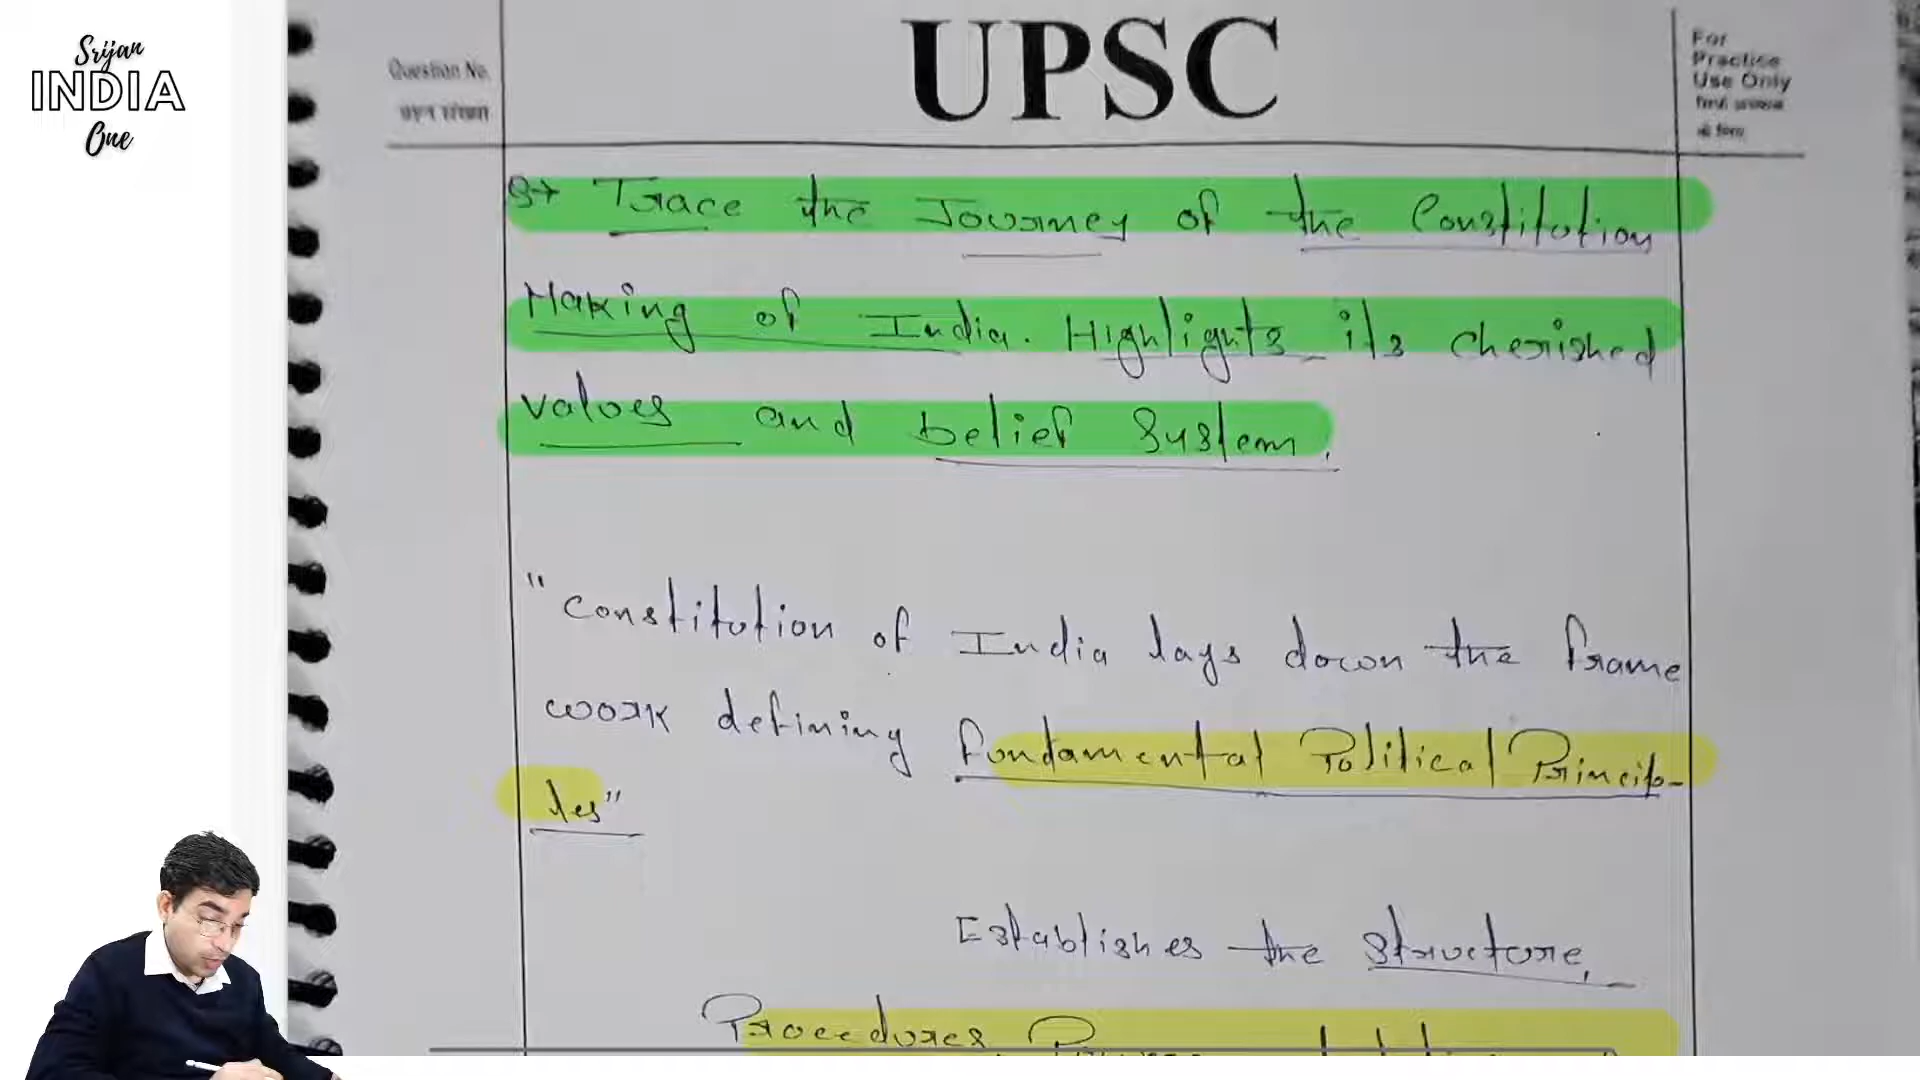 Srijan
INDIA
One
Question No.
प्रश्न संख्या
UPSC
For
Practice
Use Only
Q→ Trace the Journey of the Constitution
Making of India. Highlights its cherished
values and belief System.
"Constitution of India lays down the frame
work defining fundamental Political Princip-
les"
Establishes the structure,
Procedures,